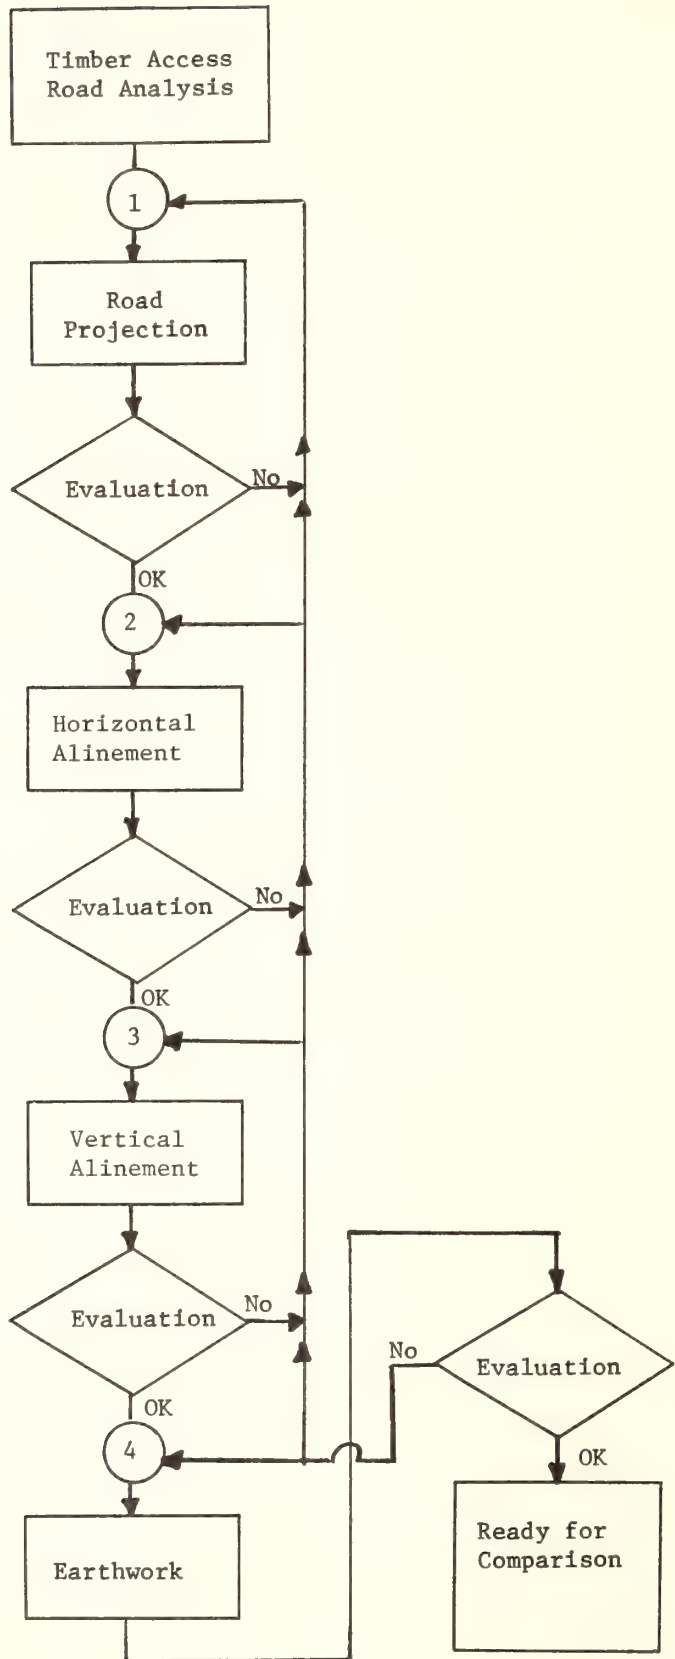 Timber Access
Road Analysis
1
Road
Projection
Evaluation
No
OK
2
Horizontal
Alinement
Evaluation
No
OK
3
Vertical
Alinement
Evaluation
No
OK
4
Earthwork
Evaluation
No
OK
Ready for
Comparison